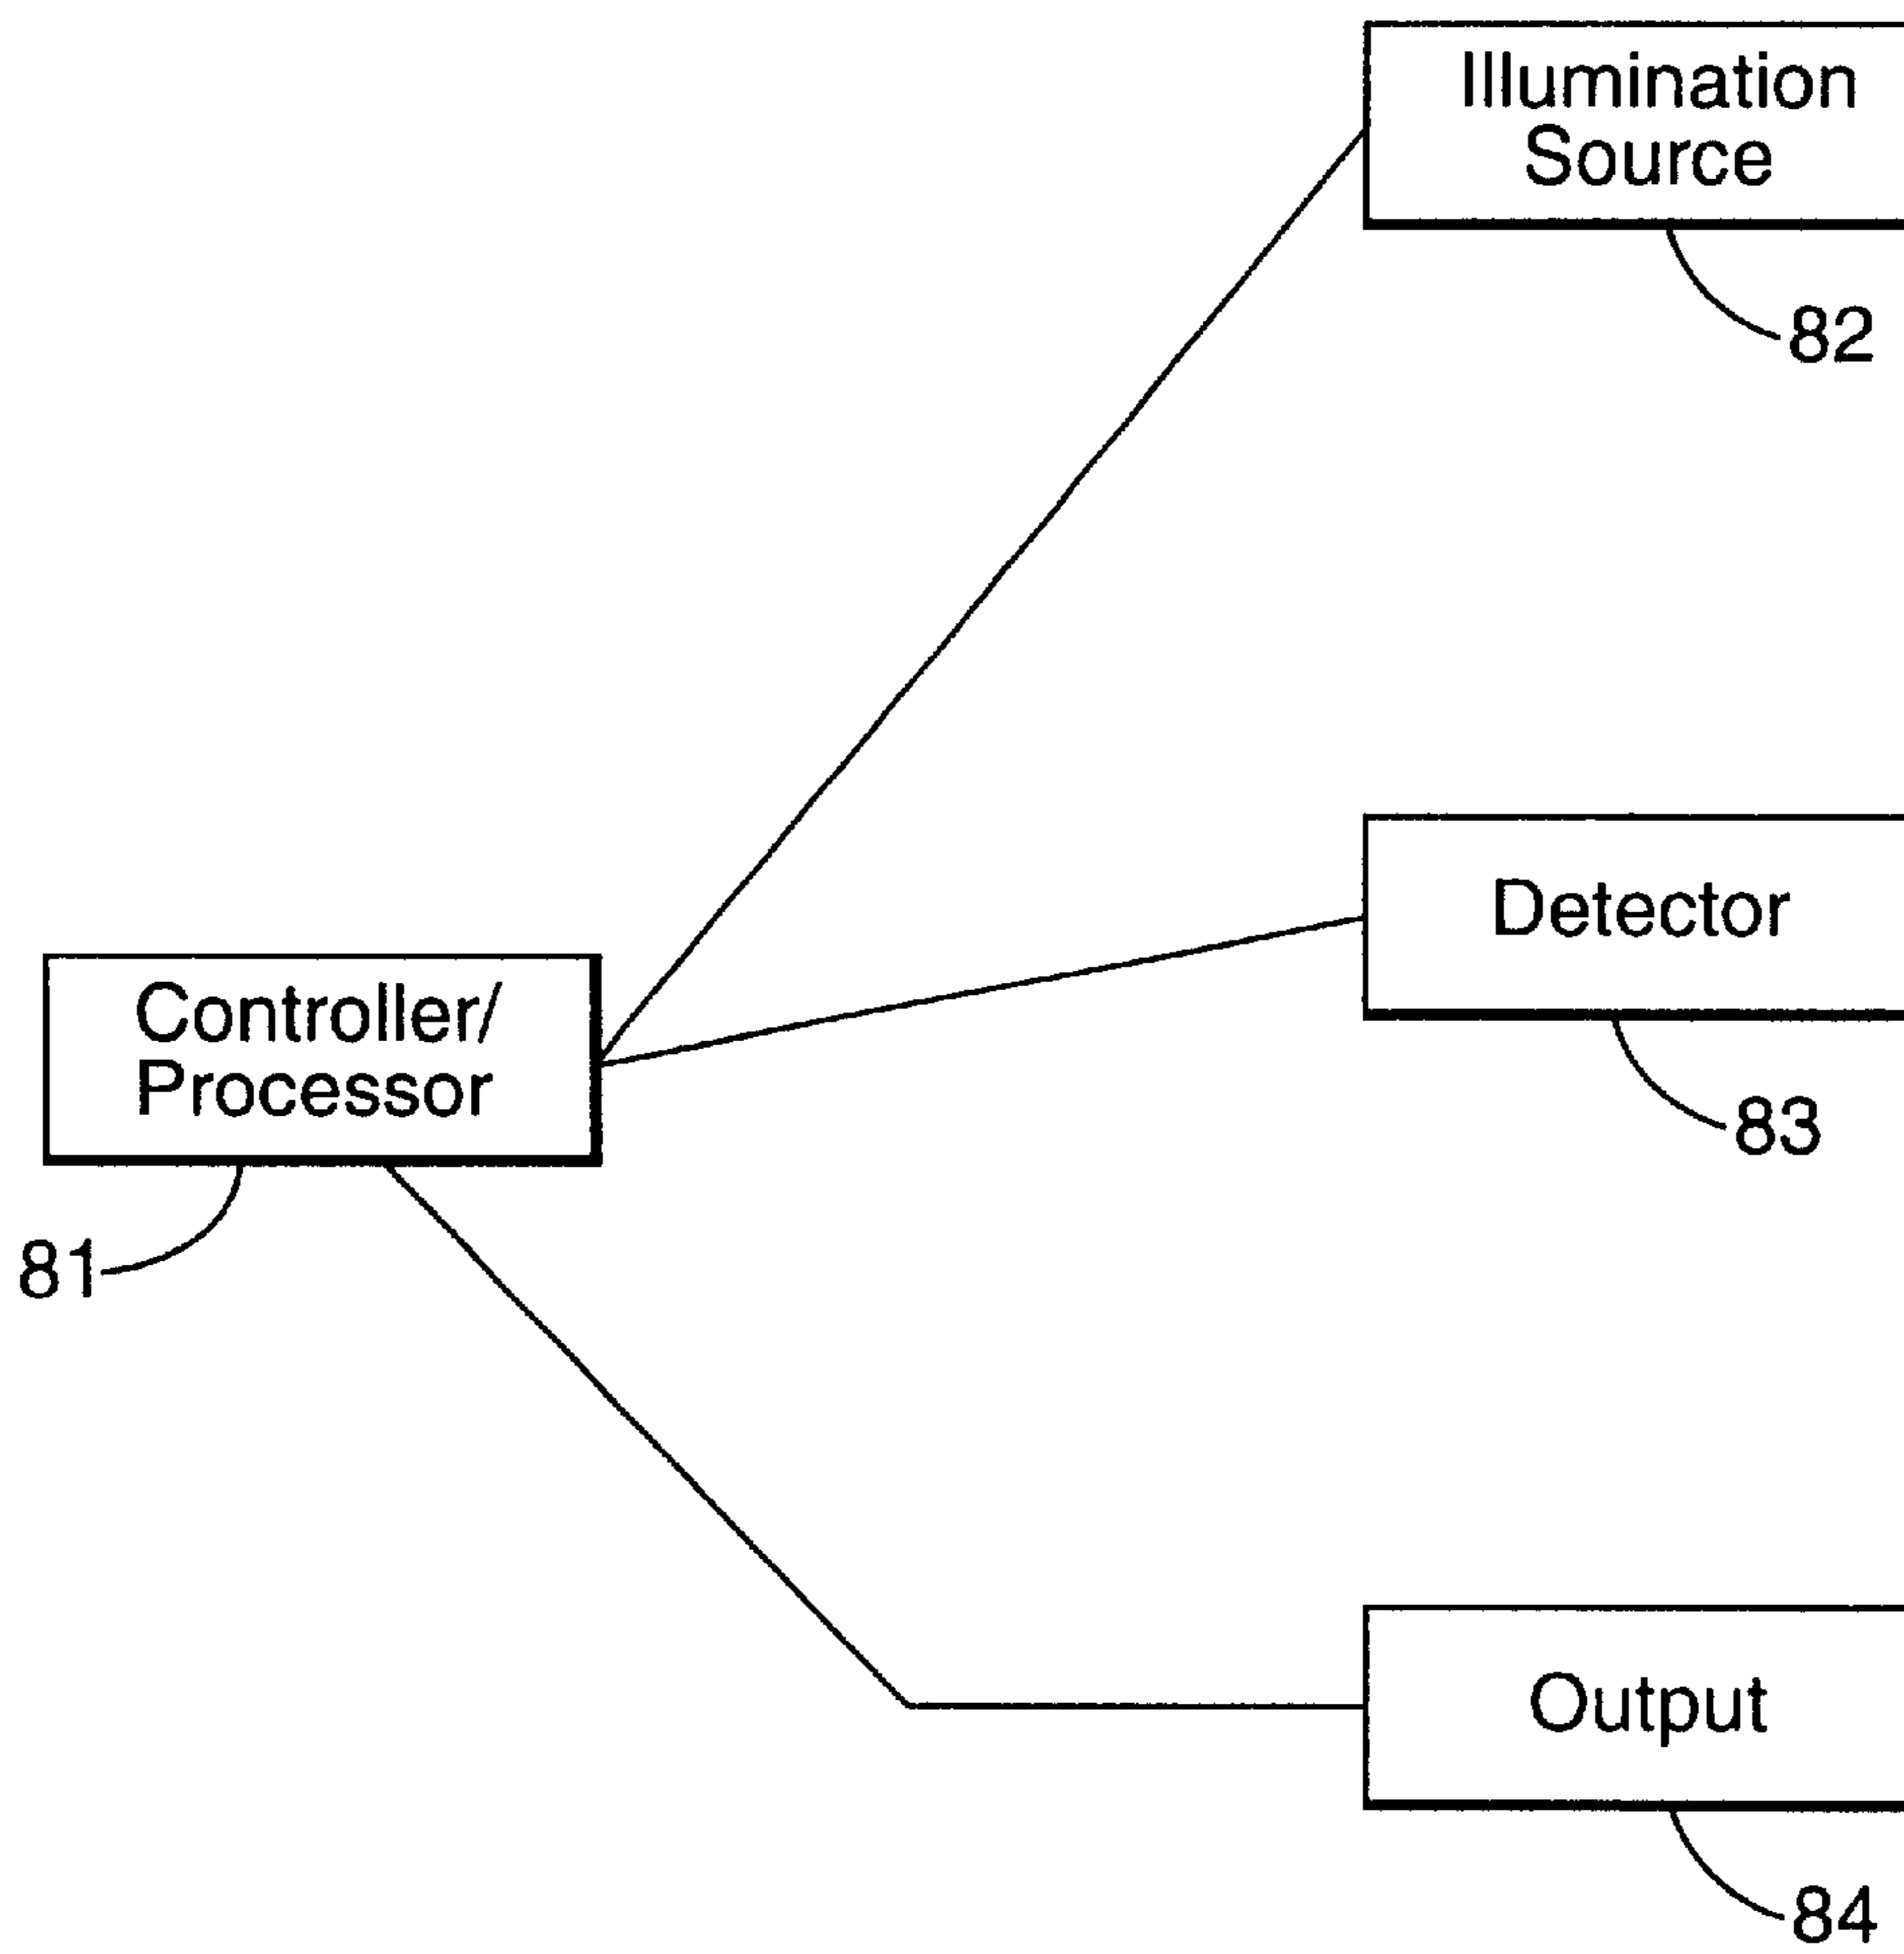 Illumination
Source
82
Detector
83
Controller/
Processor
81
Output
84